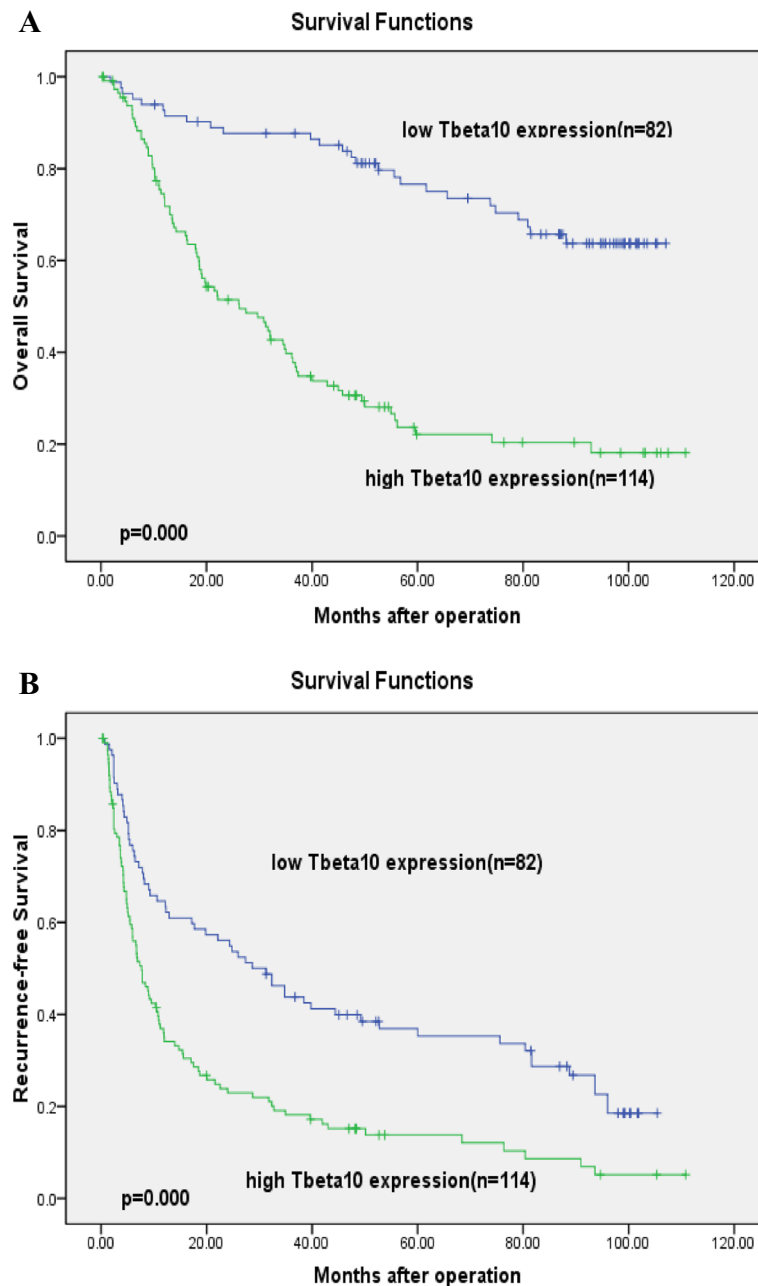 A
Survival Functions
1.0
0.8
0.6
0.4
0.2
0.0
Overall Survival
low Tbeta10 expression(n=82)
high Tbeta10 expression(n=114)
p=0.000
0.00 20.00 40.00 60.00 80.00 100.00 120.00
Months after operation
B
Survival Functions
1.0
0.8
0.6
0.4
0.2
0.0
Recurrence-free Survival
low Tbeta10 expression(n=82)
high Tbeta10 expression(n=114)
p=0.000
0.00 20.00 40.00 60.00 80.00 100.00 120.00
Months after operation